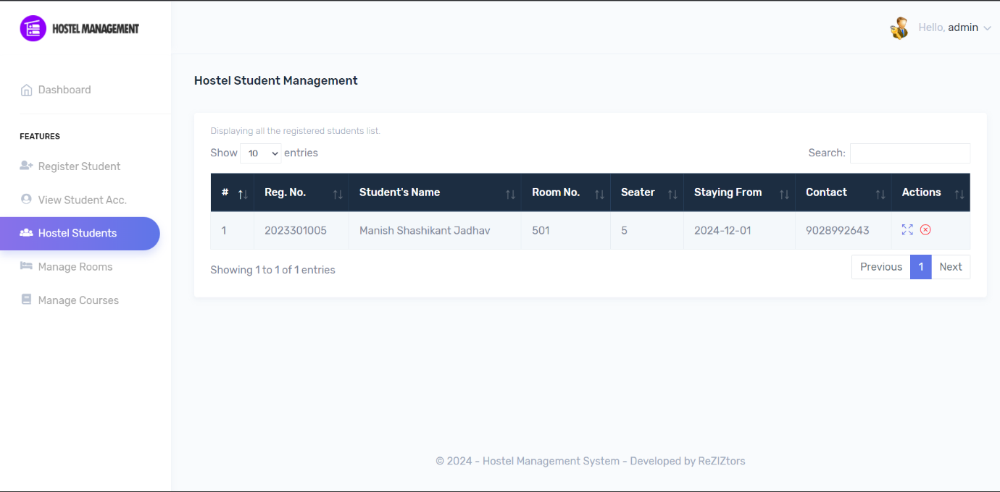 HOSTEL MANAGEMENT
Hello, admin
Dashboard
FEATURES
Register Student
View Student Acc.
Hostel Students
Manage Rooms
Manage Courses
Hostel Student Management
Displaying all the registered students list.
Show 10 entries
Search:
# Reg. No. Student's Name Room No. Seater Staying From Contact Actions
1 2023301005 Manish Shashikant Jadhav 501 5 2024-12-01 9028992643
Showing 1 to 1 of 1 entries
Previous 1 Next
© 2024 - Hostel Management System - Developed by ReZIZtors